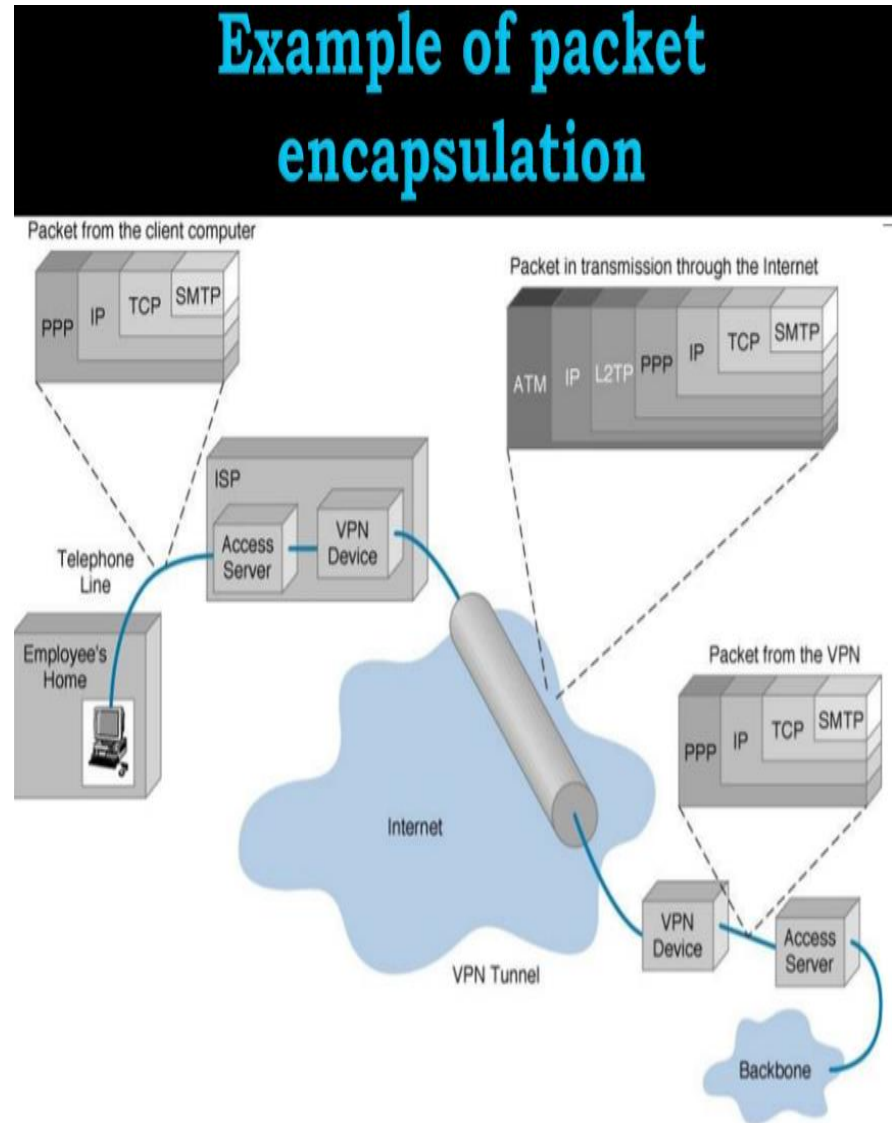 Example of packet
encapsulation
Packet from the client computer
PPP IP TCP SMTP
Packet in transmission through the Internet
ATM IP L2TP PPP IP TCP SMTP
ISP
Access
Server
VPN
Device
Telephone
Line
Employee's
Home
Packet from the VPN
PPP IP TCP SMTP
Internet
VPN
Device
Access
Server
VPN Tunnel
Backbone